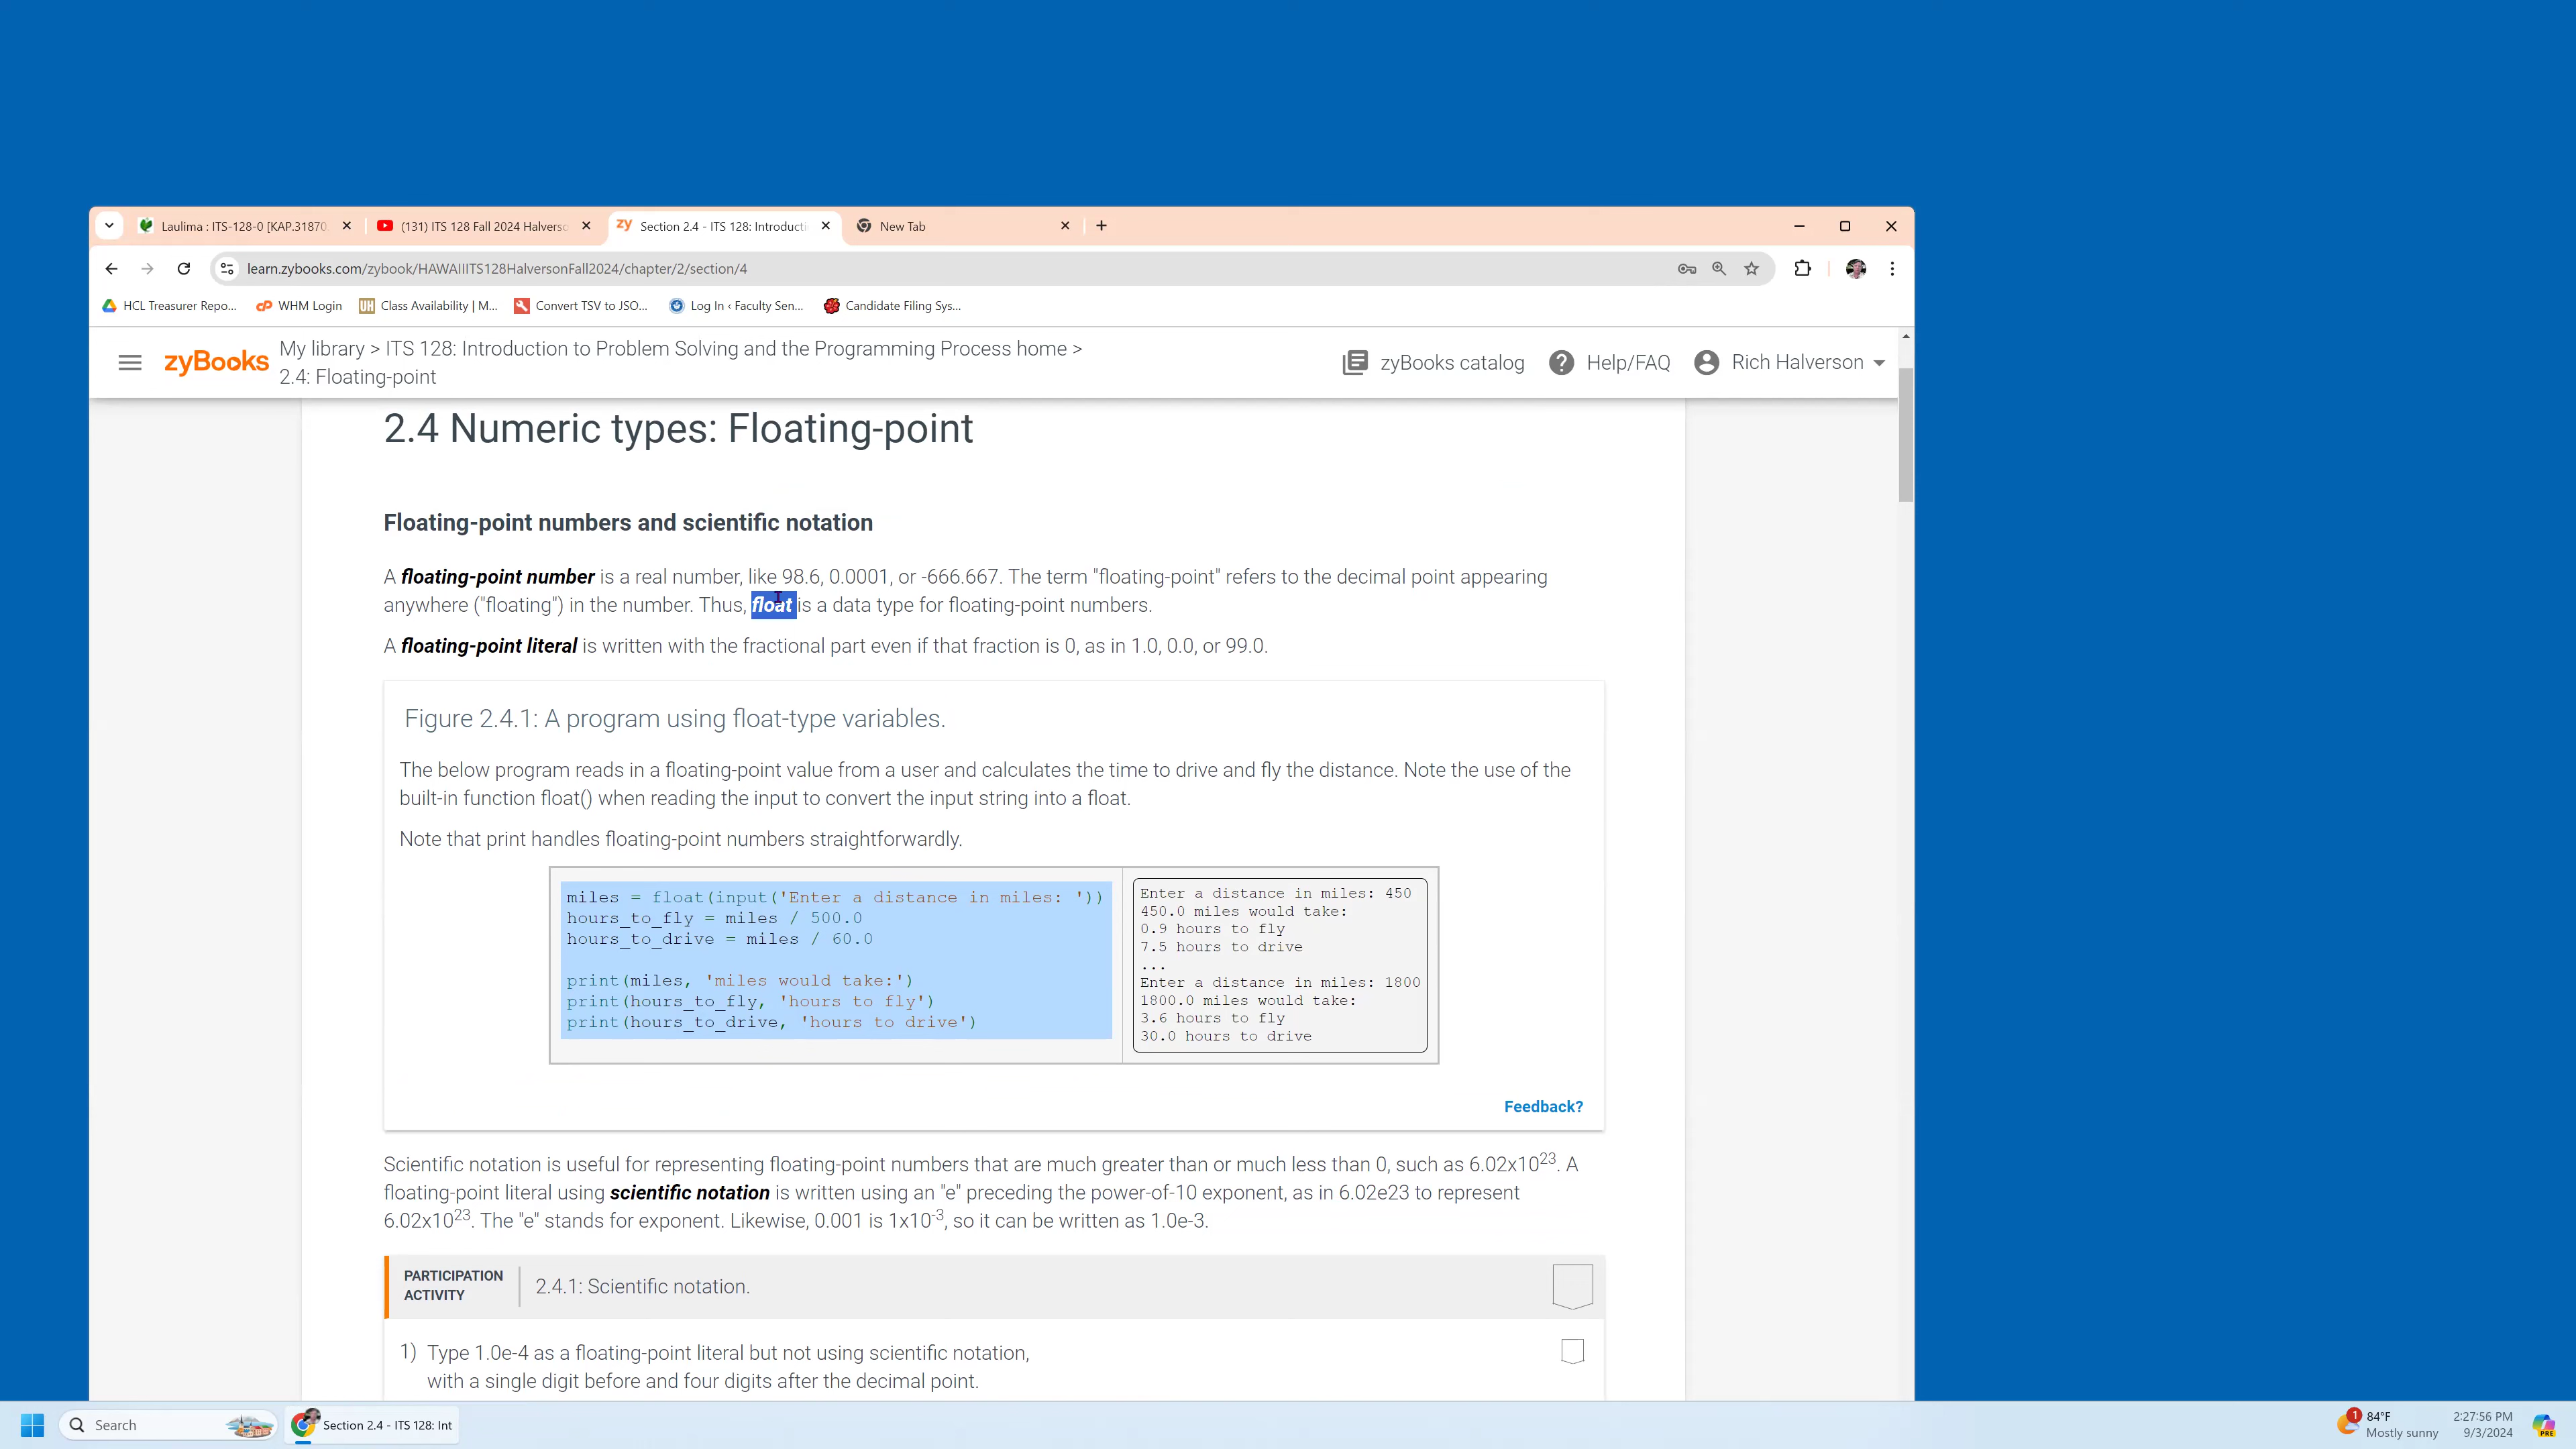 Laulima : ITS-128-0 [KAP.31870.
(131) ITS 128 Fall 2024 Halverso
zy Section 2.4 - ITS 128: Introducti
New Tab
learn.zybooks.com/zybook/HAWAIIITS128HalversonFall2024/chapter/2/section/4
HCL Treasurer Repo...
cP WHM Login
UH Class Availability | M...
Convert TSV to JSO...
Log In ‹ Faculty Sen...
Candidate Filing Sys...
zyBooks
My library > ITS 128: Introduction to Problem Solving and the Programming Process home >
2.4: Floating-point
zyBooks catalog
? Help/FAQ
Rich Halverson
2.4 Numeric types: Floating-point
Floating-point numbers and scientific notation
A floating-point number is a real number, like 98.6, 0.0001, or -666.667. The term "floating-point" refers to the decimal point appearing
anywhere ("floating") in the number. Thus, float is a data type for floating-point numbers.
A floating-point literal is written with the fractional part even if that fraction is 0, as in 1.0, 0.0, or 99.0.
Figure 2.4.1: A program using float-type variables.
The below program reads in a floating-point value from a user and calculates the time to drive and fly the distance. Note the use of the
built-in function float() when reading the input to convert the input string into a float.
Note that print handles floating-point numbers straightforwardly.
miles = float(input('Enter a distance in miles: '))
hours_to_fly = miles / 500.0
hours_to_drive = miles / 60.0
print(miles, 'miles would take:')
print(hours_to_fly, 'hours to fly')
print(hours_to_drive, 'hours to drive')
Enter a distance in miles: 450
450.0 miles would take:
0.9 hours to fly
7.5 hours to drive
...
Enter a distance in miles: 1800
1800.0 miles would take:
3.6 hours to fly
30.0 hours to drive
Feedback?
Scientific notation is useful for representing floating-point numbers that are much greater than or much less than 0, such as 6.02x10²³. A
floating-point literal using scientific notation is written using an "e" preceding the power-of-10 exponent, as in 6.02e23 to represent
6.02x10²³. The "e" stands for exponent. Likewise, 0.001 is 1x10⁻³, so it can be written as 1.0e-3.
PARTICIPATION
ACTIVITY
2.4.1: Scientific notation.
1) Type 1.0e-4 as a floating-point literal but not using scientific notation,
with a single digit before and four digits after the decimal point.
Search
Section 2.4 - ITS 128: Int
1
84°F
Mostly sunny
2:27:56 PM
9/3/2024
PRE